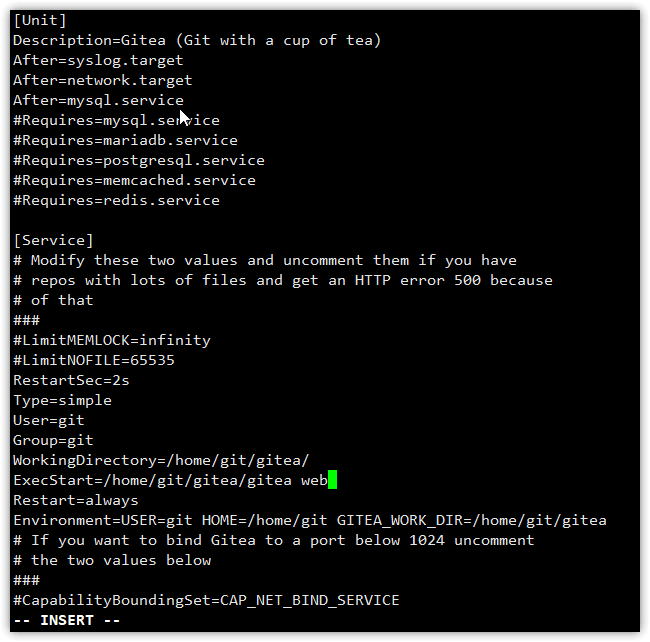 [Unit]
Description=Gitea (Git with a cup of tea)
After=syslog.target
After=network.target
After=mysql.service
#Requires=mysql.service
#Requires=mariadb.service
#Requires=postgresql.service
#Requires=memcached.service
#Requires=redis.service

[Service]
# Modify these two values and uncomment them if you have
# repos with lots of files and get an HTTP error 500 because
# of that
###
#LimitMEMLOCK=infinity
#LimitNOFILE=65535
RestartSec=2s
Type=simple
User=git
Group=git
WorkingDirectory=/home/git/gitea/
ExecStart=/home/git/gitea/gitea web
Restart=always
Environment=USER=git HOME=/home/git GITEA_WORK_DIR=/home/git/gitea
# If you want to bind Gitea to a port below 1024 uncomment
# the two values below
###
#CapabilityBoundingSet=CAP_NET_BIND_SERVICE
-- INSERT --